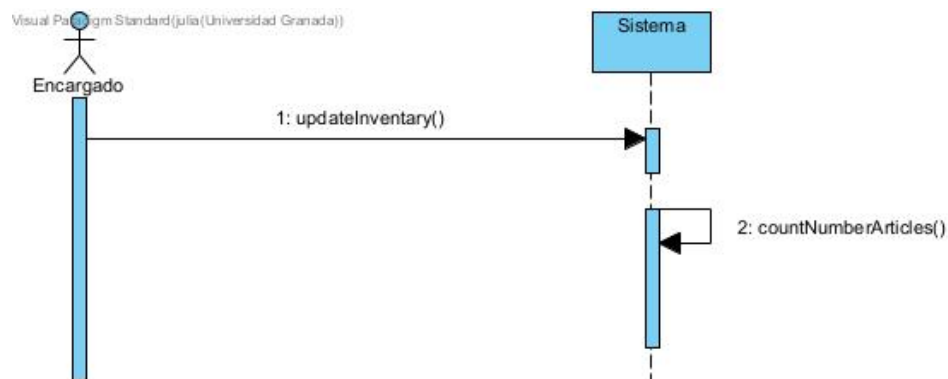 Visual Paradigm Standard(julia(Universidad Granada))
Sistema
Encargado
1: updateInventary()
2: countNumberArticles()